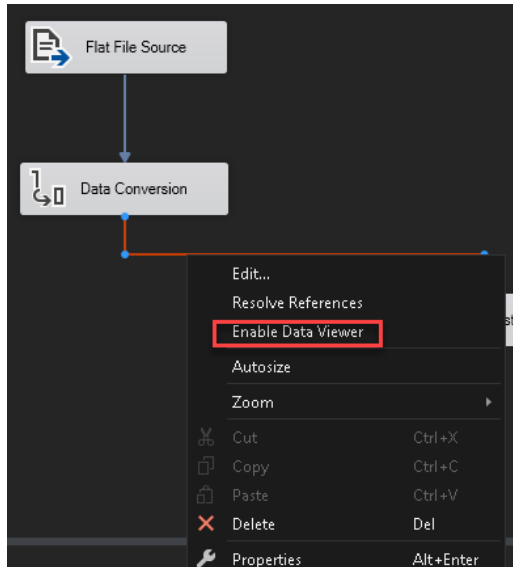 Flat File Source
Data Conversion
Edit...
Resolve References
Enable Data Viewer
Autosize
Zoom
Cut Ctrl+X
Copy Ctrl+C
Paste Ctrl+V
Delete Del
Properties Alt+Enter